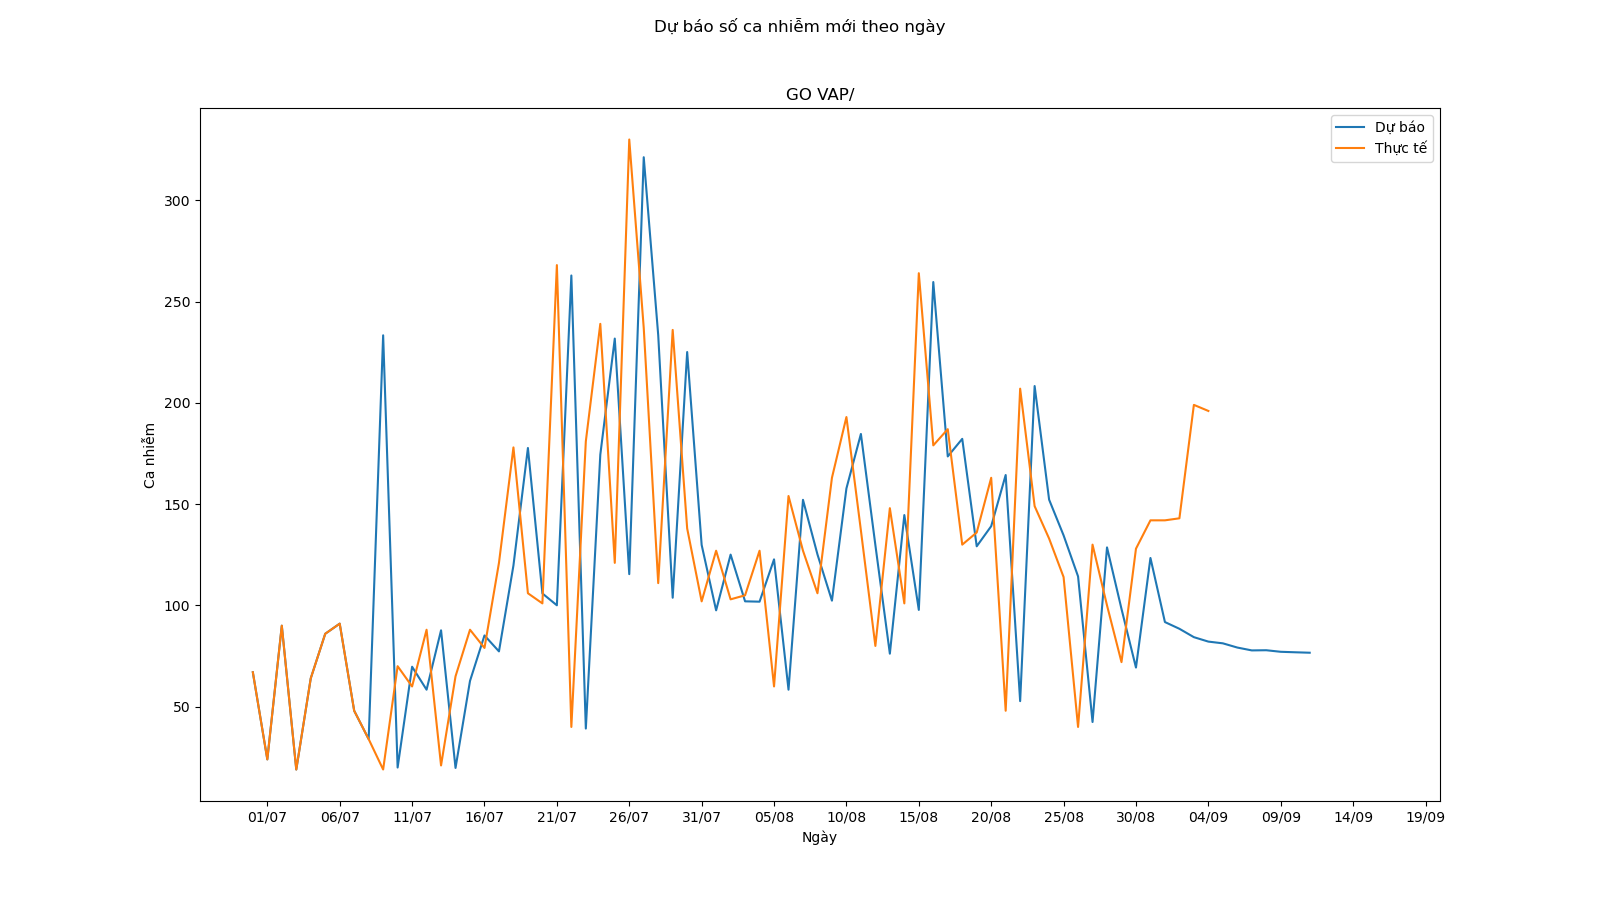 Dự báo số ca nhiễm mới theo ngày
GO VAP/
Dự báo
Thực tế
300
250
200
150
100
50
Ca nhiễm
01/07 06/07 11/07 16/07 21/07 26/07 31/07 05/08 10/08 15/08 20/08 25/08 30/08 04/09 09/09 14/09 19/09
Ngày